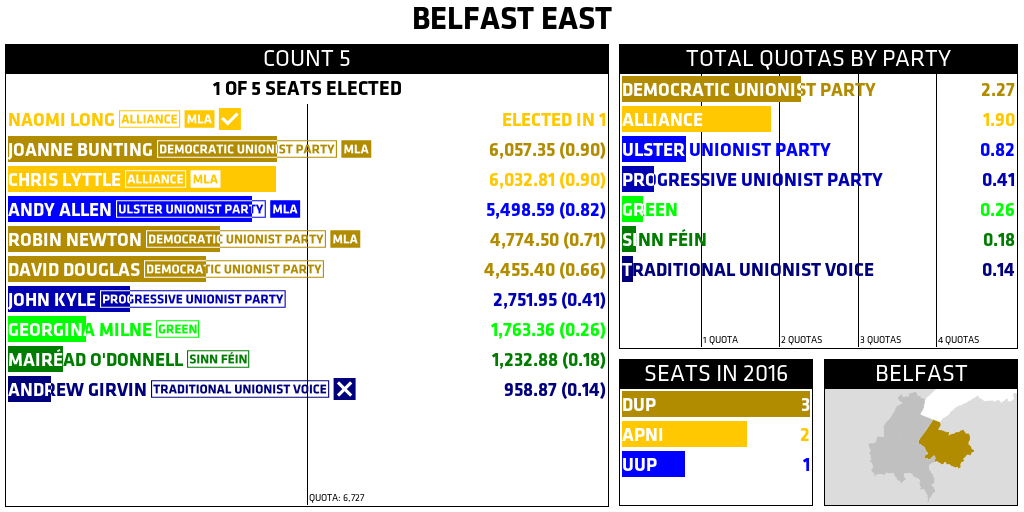 BELFAST EAST
COUNT 5
1 OF 5 SEATS ELECTED
NAOMI LONG ALLIANCE MLA ELECTED IN 1
JOANNE BUNTING DEMOCRATIC UNIONIST PARTY MLA 6,057.35 (0.90)
CHRIS LYTTLE ALLIANCE MLA 6,032.81 (0.90)
ANDY ALLEN ULSTER UNIONIST PARTY MLA 5,498.59 (0.82)
ROBIN NEWTON DEMOCRATIC UNIONIST PARTY MLA 4,774.50 (0.71)
DAVID DOUGLAS DEMOCRATIC UNIONIST PARTY 4,455.40 (0.66)
JOHN KYLE PROGRESSIVE UNIONIST PARTY 2,751.95 (0.41)
GEORGINA MILNE GREEN 1,763.36 (0.26)
MAIRÉAD O'DONNELL SINN FÉIN 1,232.88 (0.18)
ANDREW GIRVIN TRADITIONAL UNIONIST VOICE 958.87 (0.14)
QUOTA: 6,727
TOTAL QUOTAS BY PARTY
DEMOCRATIC UNIONIST PARTY 2.27
ALLIANCE 1.90
ULSTER UNIONIST PARTY 0.82
PROGRESSIVE UNIONIST PARTY 0.41
GREEN 0.26
SINN FÉIN 0.18
TRADITIONAL UNIONIST VOICE 0.14
1 QUOTA 2 QUOTAS 3 QUOTAS 4 QUOTAS
SEATS IN 2016
DUP 3
APNI 2
UUP 1
BELFAST